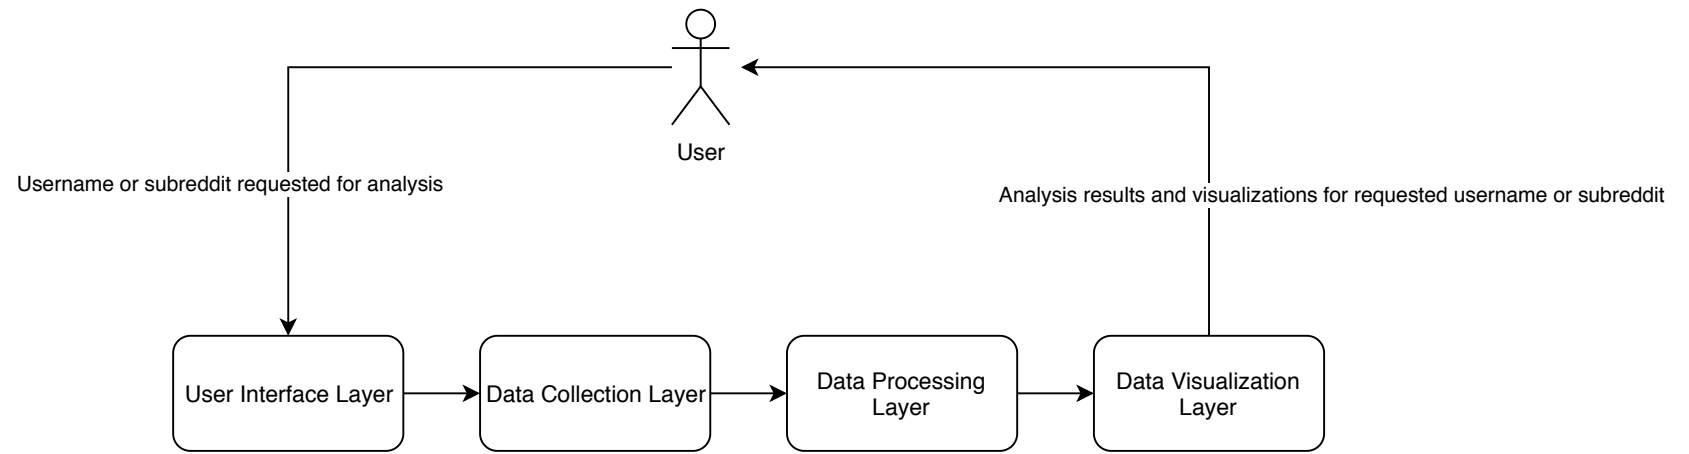 User
Username or subreddit requested for analysis
Analysis results and visualizations for requested username or subreddit
User Interface Layer
Data Collection Layer
Data Processing
Layer
Data Visualization
Layer